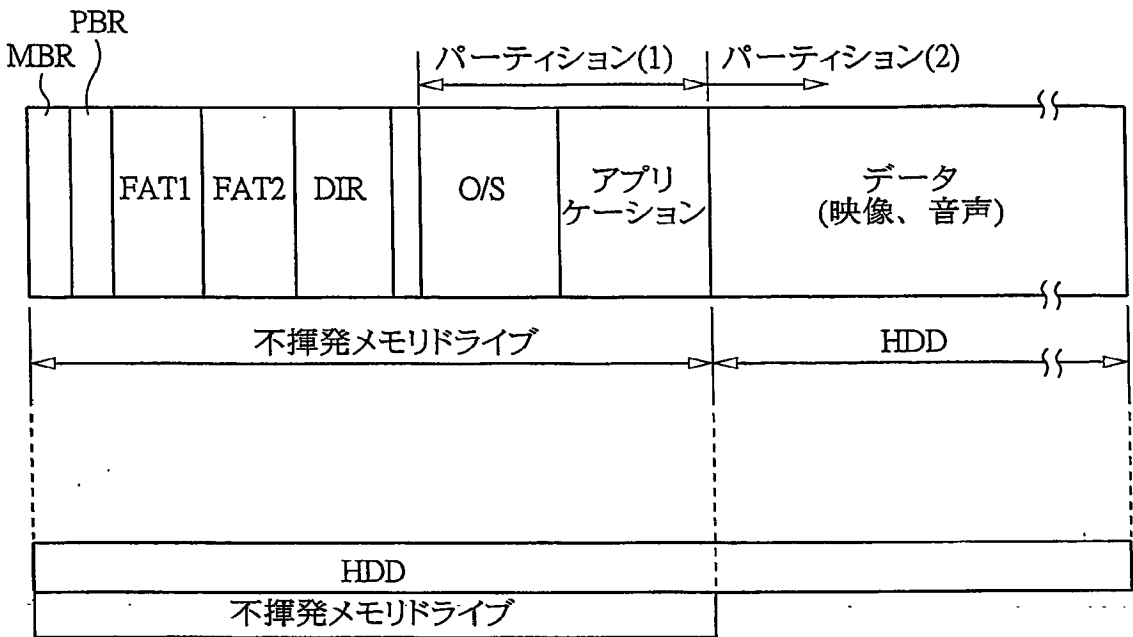 PBR
MBR
パーティション(1)
パーティション(2)
FAT1
FAT2
DIR
O/S
アプリ
ケーション
データ
(映像、音声)
不揮発メモリドライブ
HDD
HDD
不揮発メモリドライブ